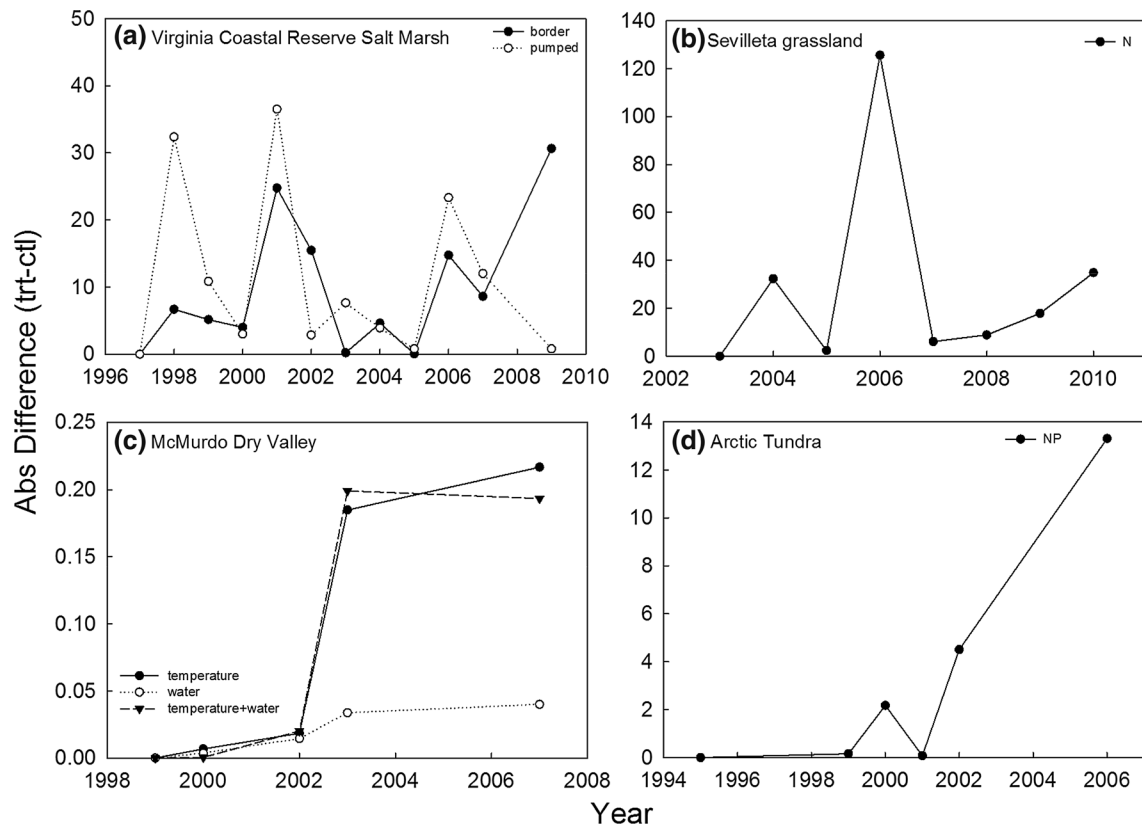 Abs Difference (trt-ctl)
(a) Virginia Coastal Reserve Salt Marsh
border
pumped
50
40
30
20
10
0
1996 1998 2000 2002 2004 2006 2008 2010
(b) Sevilleta grassland
N
140
120
100
80
60
40
20
0
2002 2004 2006 2008 2010
(c) McMurdo Dry Valley
0.25
0.20
0.15
0.10
0.05
0.00
temperature
water
temperature+water
1998 2000 2002 2004 2006 2008
(d) Arctic Tundra
NP
14
12
10
8
6
4
2
0
1994 1996 1998 2000 2002 2004 2006
Year